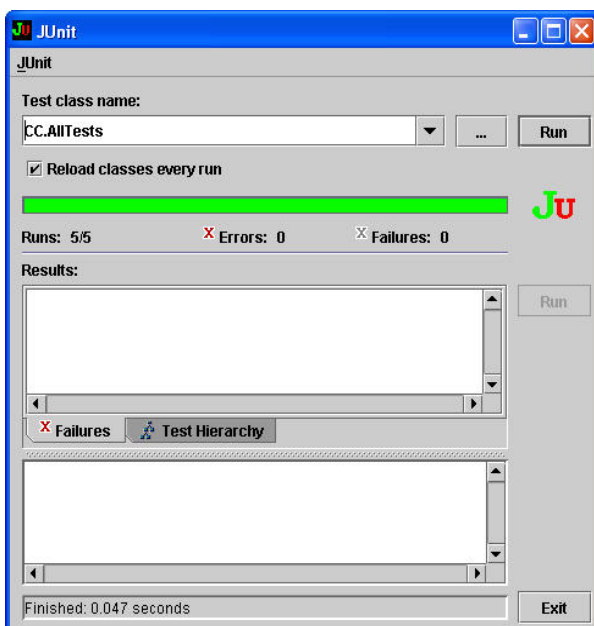 JU JUnit
JUnit
Test class name:
CC.AllTests
... Run
Reload classes every run
JU
Runs: 5/5 X Errors: 0 X Failures: 0
Results:
Run
X Failures Test Hierarchy
Finished: 0.047 seconds
Exit